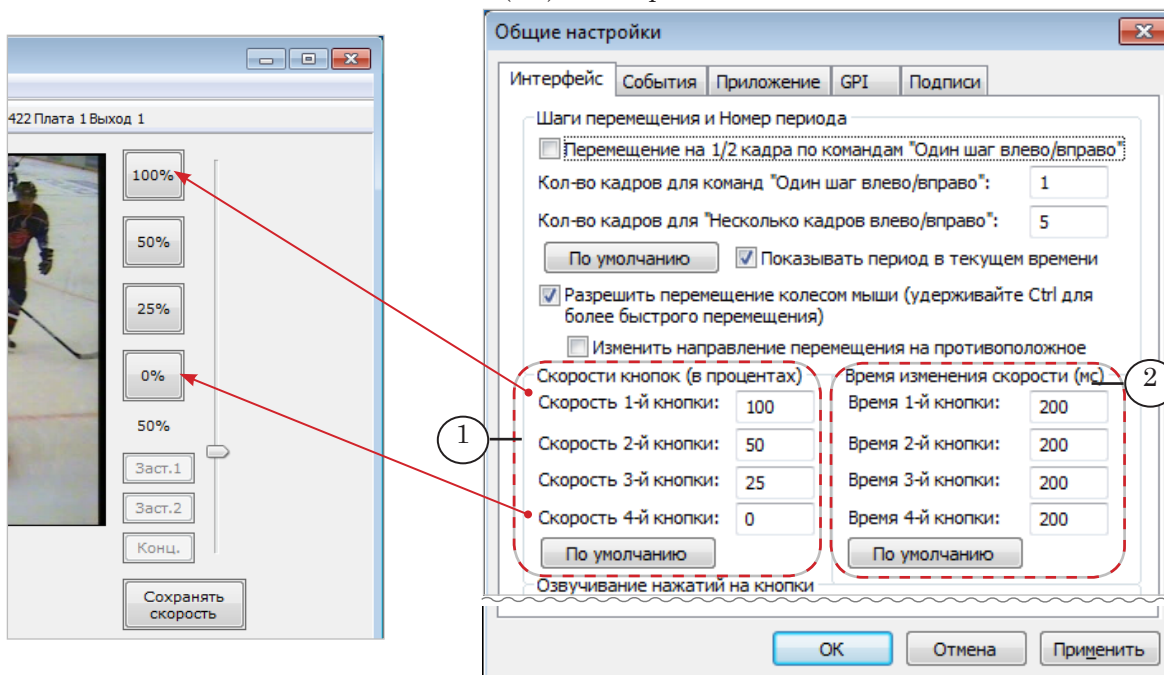 422 Плата 1 Выход 1
100%
50%
25%
0%
50%
Заст.1
Заст.2
Конц.
Сохранять
скорость
Общие настройки
Интерфейс События Приложение GPI Подписи
Шаги перемещения и Номер периода
Перемещение на 1/2 кадра по командам "Один шаг влево/вправо"
Кол-во кадров для команд "Один шаг влево/вправо": 1
Кол-во кадров для "Несколько кадров влево/вправо": 5
По умолчанию Показывать период в текущем времени
Разрешить перемещение колесом мыши (удерживайте Ctrl для
более быстрого перемещения)
Изменить направление перемещения на противоположное
Скорости кнопок (в процентах) Время изменения скорости (мс) 2
Скорость 1-й кнопки: 100 Время 1-й кнопки: 200
1 Скорость 2-й кнопки: 50 Время 2-й кнопки: 200
Скорость 3-й кнопки: 25 Время 3-й кнопки: 200
Скорость 4-й кнопки: 0 Время 4-й кнопки: 200
По умолчанию По умолчанию
Озвучивание нажатий на кнопки
OK Отмена Применить